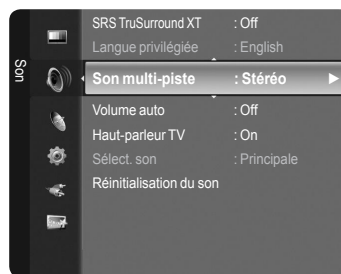 Son
SRS TruSurround XT : Off
Langue privilégiée : English
Son multi-piste : Stéréo
Volume auto : Off
Haut-parleur TV : On
Sélect. son : Principale
Réinitialisation du son